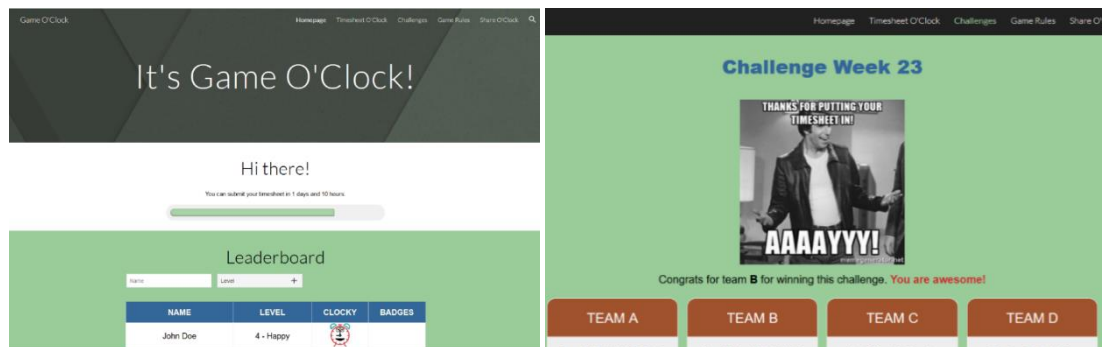 Game O'Clock
Homepage Timesheet O'Clock Challenges Game Rules Share O'Clock
It's Game O'Clock!
Hi there!
You can submit your timesheet in 1 days and 10 hours
Leaderboard
Name Level +
NAME LEVEL CLOCKY BADGES
John Doe 4 - Happy
Homepage Timesheet O'Clock Challenges Game Rules Share O'
Challenge Week 23
THANKS FOR PUTTING YOUR
TIMESHEET IN!
AAAAYYY!
memegenerator.net
Congrats for team B for winning this challenge. You are awesome!
TEAM A TEAM B TEAM C TEAM D